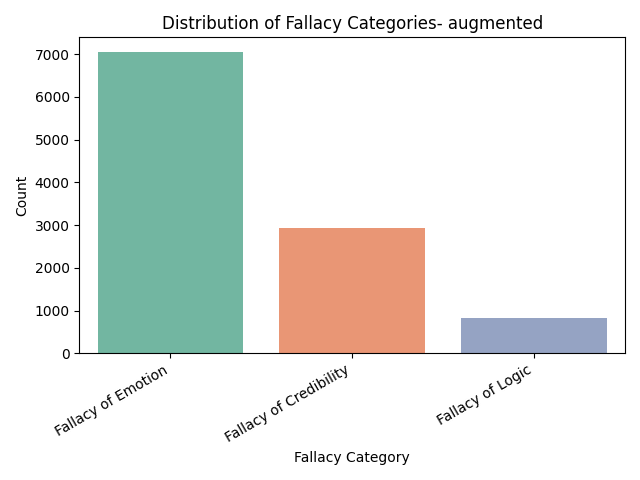 Distribution of Fallacy Categories- augmented
Count
7000
6000
5000
4000
3000
2000
1000
0
Fallacy of Emotion
Fallacy of Credibility
Fallacy of Logic
Fallacy Category